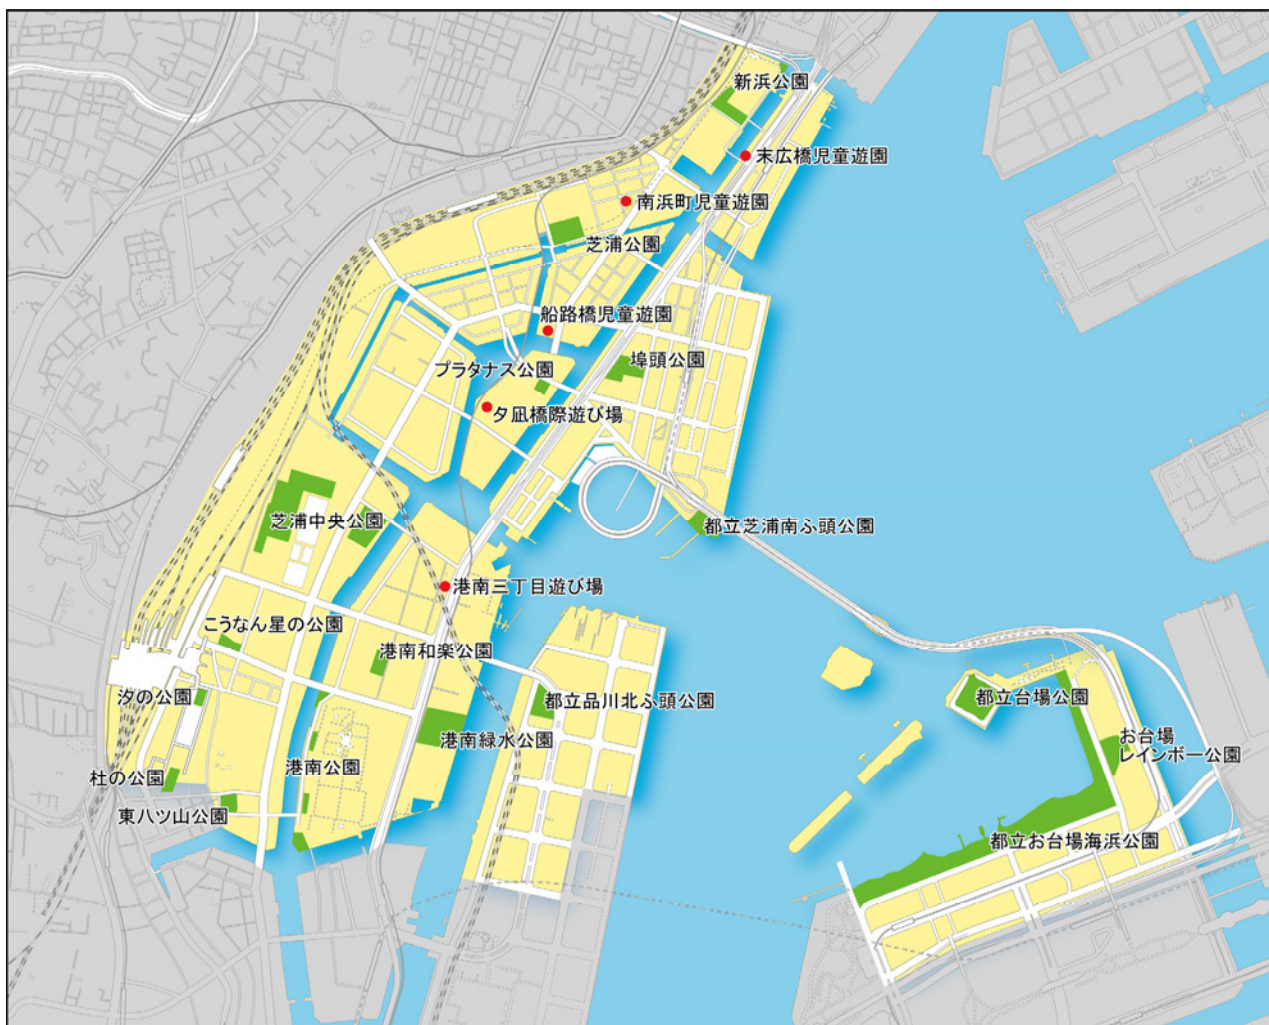 新浜公園
末広橋児童遊園
南浜町児童遊園
芝浦公園
船路橋児童遊園
埠頭公園
プラタナス公園
夕凪橋際遊び場
芝浦中央公園
都立芝浦南ふ頭公園
港南三丁目遊び場
こうなん星の公園
港南和楽公園
汐の公園
都立品川北ふ頭公園
都立台場公園
港南緑水公園
お台場
レインボー公園
港南公園
杜の公園
東八ツ山公園
都立お台場海浜公園